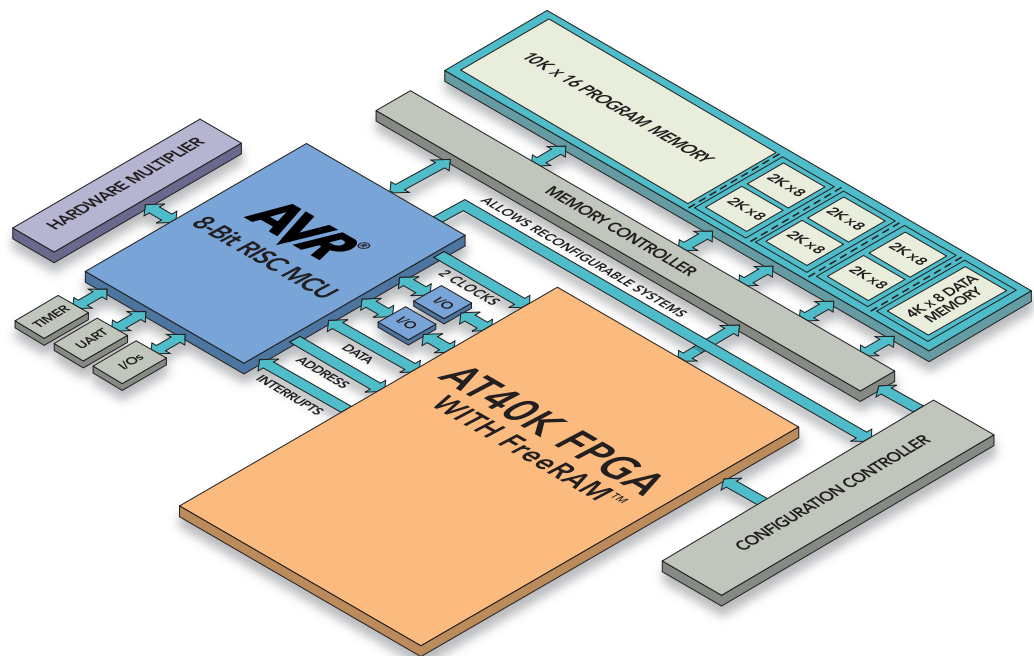 10K x 16 PROGRAM MEMORY
2K x8
2K x8
2K x8
2K x8
2K x8
2K x8
4K x 8 DATA
MEMORY
MEMORY CONTROLLER
HARDWARE MULTIPLIER
AVR®
8-Bit RISC MCU
ALLOWS RECONFIGURABLE SYSTEMS
2 CLOCKS
I/O
I/O
TIMER
UART
I/Os
DATA
ADDRESS
INTERRUPTS
AT40K FPGA
WITH FreeRAM™
CONFIGURATION CONTROLLER